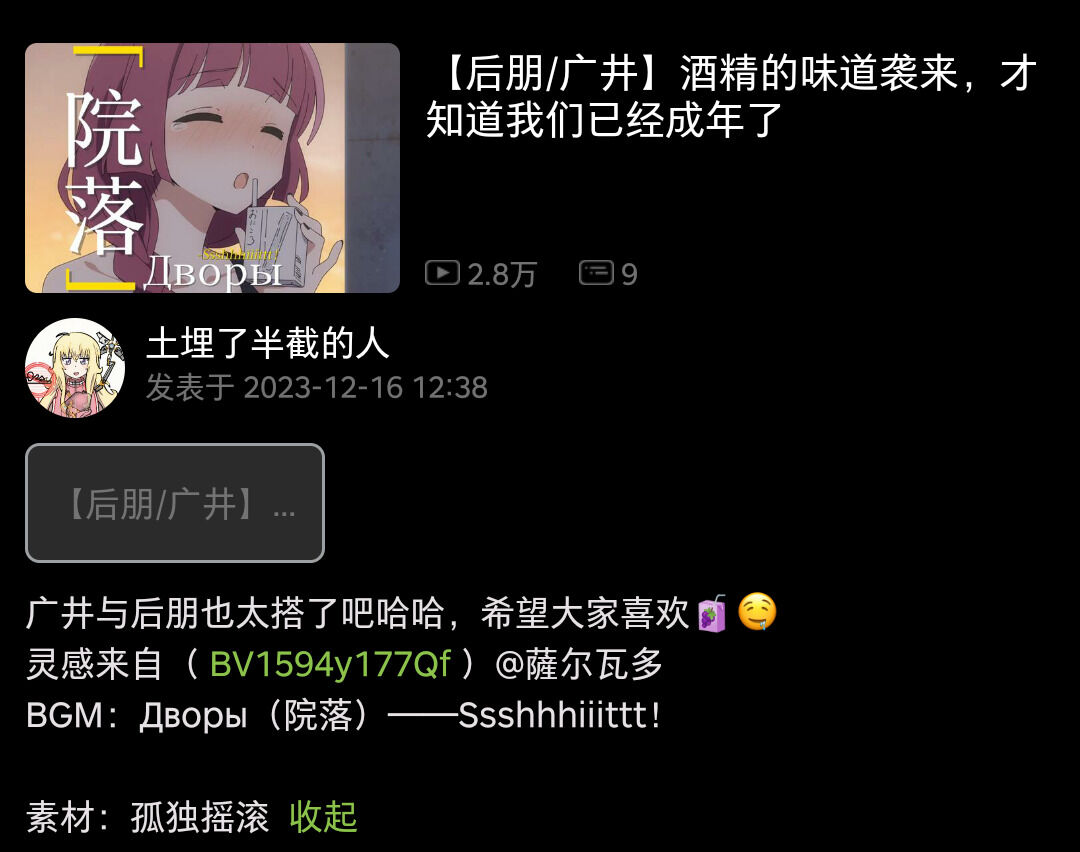 院落
Ssshhhiiittt!
Дворы
【后朋/广井】酒精的味道袭来，才
知道我们已经成年了
2.8万 9
土埋了半截的人
发表于 2023-12-16 12:38
【后朋/广井】...
广井与后朋也太搭了吧哈哈，希望大家喜欢🧃🤤
灵感来自（ BV1594y177Qf ）@薩尔瓦多
BGM：Дворы（院落）——Ssshhhiiittt！
素材：孤独摇滚 收起